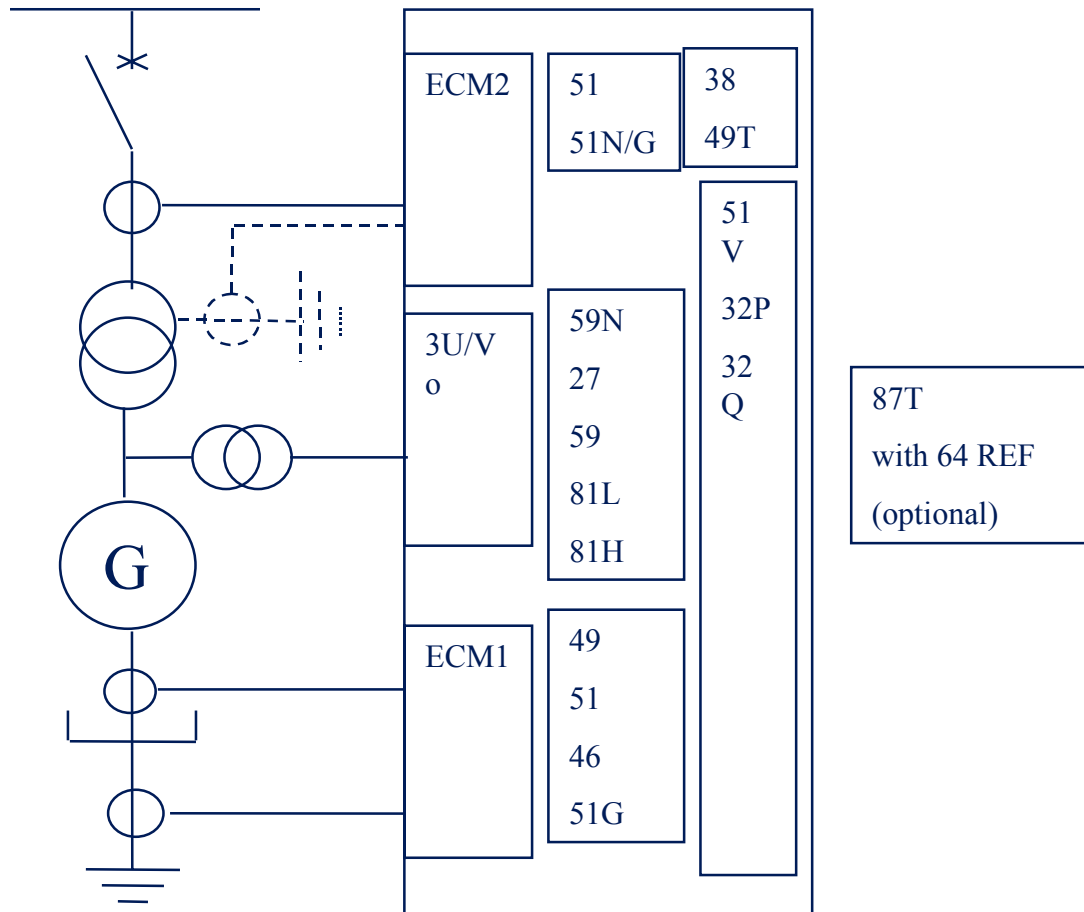 ECM2
51
51N/G
38
49T
51
V
32P
32
Q
3U/V
o
59N
27
59
81L
81H
87T
with 64 REF
(optional)
G
ECM1
49
51
46
51G